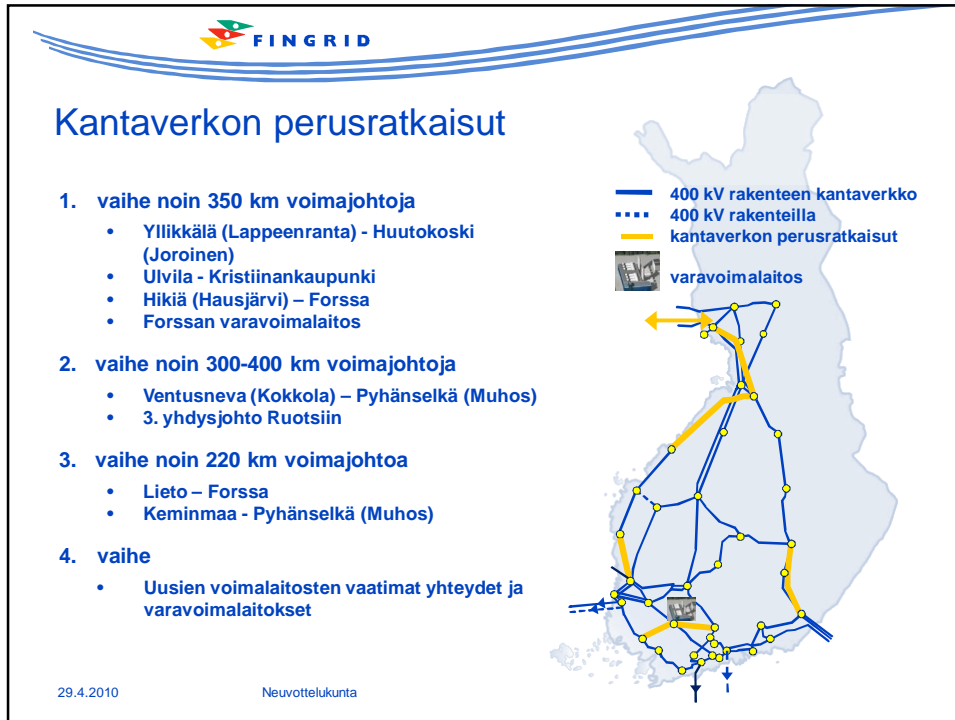 FINGRID
Kantaverkon perusratkaisut
1. vaihe noin 350 km voimajohtoja
• Yllikkälä (Lappeenranta) - Huutokoski
(Joroinen)
• Ulvila - Kristiinankaupunki
• Hikiä (Hausjärvi) – Forssa
• Forssan varavoimalaitos
2. vaihe noin 300-400 km voimajohtoja
• Ventusneva (Kokkola) – Pyhänselkä (Muhos)
• 3. yhdysjohto Ruotsiin
3. vaihe noin 220 km voimajohtoa
• Lieto – Forssa
• Keminmaa - Pyhänselkä (Muhos)
4. vaihe
• Uusien voimalaitosten vaatimat yhteydet ja
varavoimalaitokset
400 kV rakenteen kantaverkko
400 kV rakenteilla
kantaverkon perusratkaisut
varavoimalaitos
29.4.2010
Neuvottelukunta